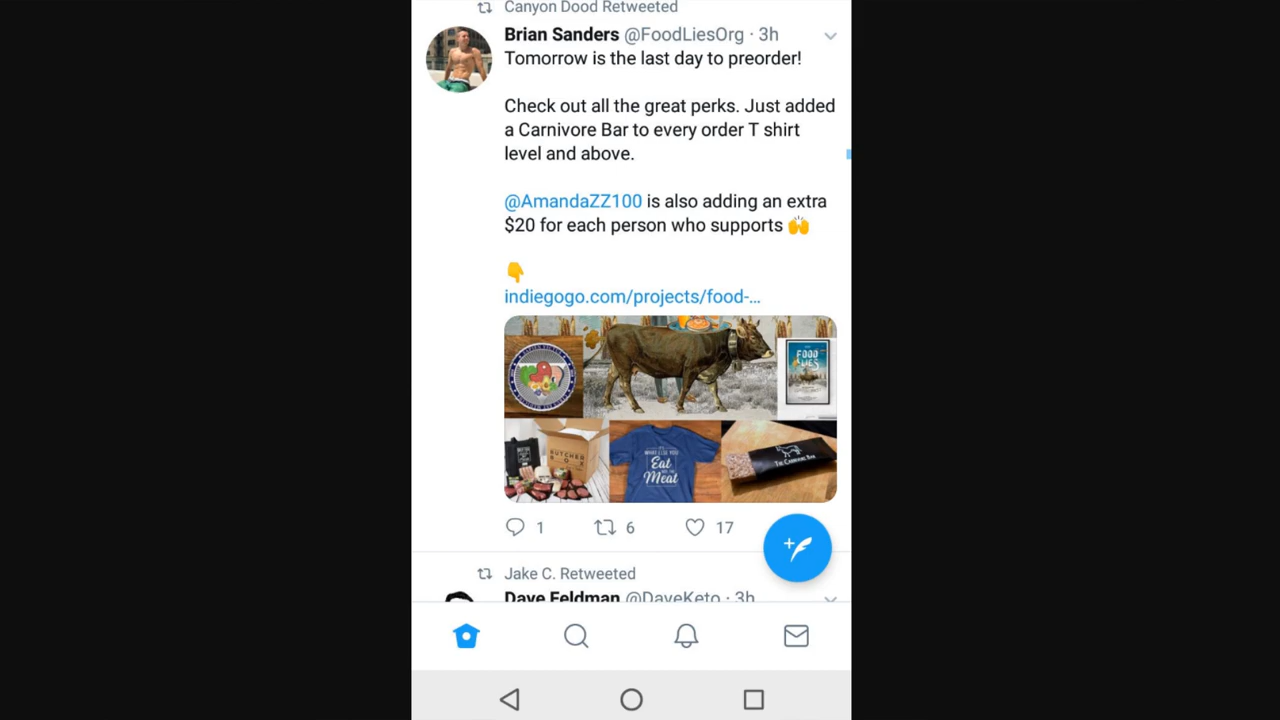 Canyon Dood Retweeted
Brian Sanders @FoodLiesOrg · 3h
Tomorrow is the last day to preorder!
Check out all the great perks. Just added
a Carnivore Bar to every order T shirt
level and above.
@AmandaZZ100 is also adding an extra
$20 for each person who supports 🙌
👇
indiegogo.com/projects/food-...
FOOD
LIES
BUTCHER
BOX
WHAT ELSE YOU
Eat
Meat
THE CARNIVORE BAR
1 6 17
Jake C. Retweeted
Dave Feldman @DaveKeto · 3h